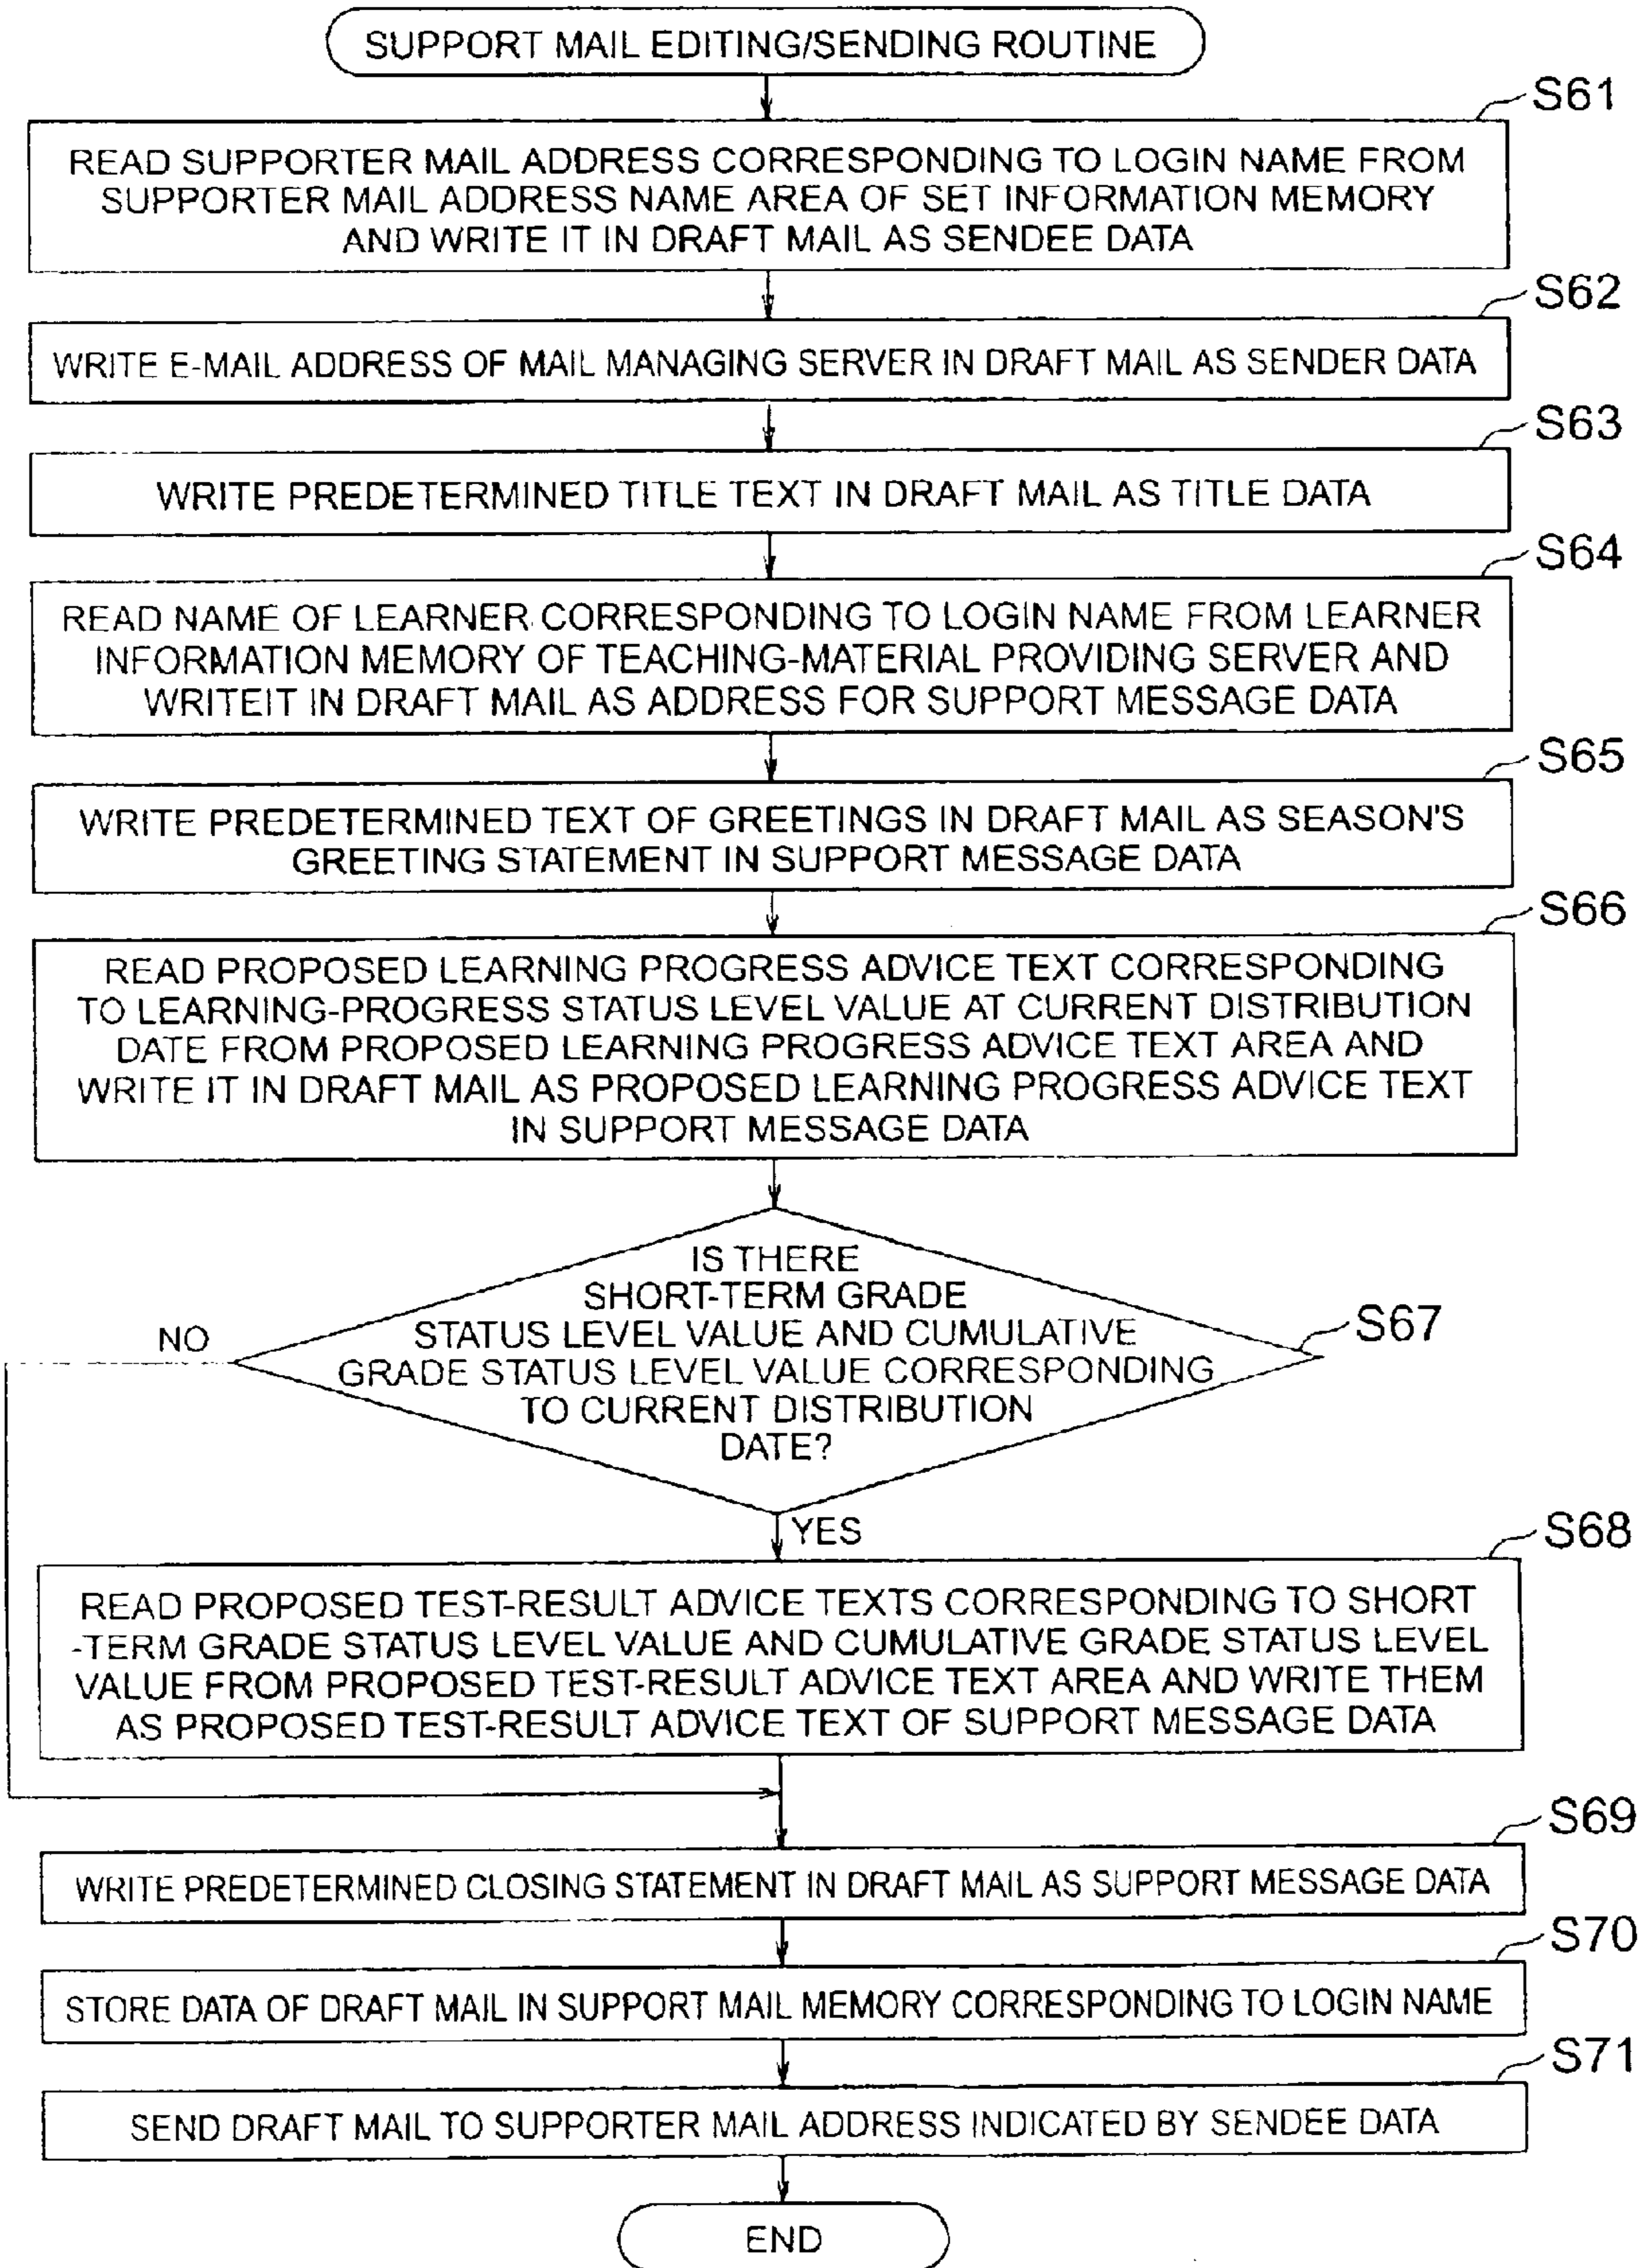 SUPPORT MAIL EDITING/SENDING ROUTINE
S61
READ SUPPORTER MAIL ADDRESS CORRESPONDING TO LOGIN NAME FROM
SUPPORTER MAIL ADDRESS NAME AREA OF SET INFORMATION MEMORY
AND WRITE IT IN DRAFT MAIL AS SENDEE DATA
S62
WRITE E-MAIL ADDRESS OF MAIL MANAGING SERVER IN DRAFT MAIL AS SENDER DATA
S63
WRITE PREDETERMINED TITLE TEXT IN DRAFT MAIL AS TITLE DATA
S64
READ NAME OF LEARNER CORRESPONDING TO LOGIN NAME FROM LEARNER
INFORMATION MEMORY OF TEACHING-MATERIAL PROVIDING SERVER AND
WRITEIT IN DRAFT MAIL AS ADDRESS FOR SUPPORT MESSAGE DATA
S65
WRITE PREDETERMINED TEXT OF GREETINGS IN DRAFT MAIL AS SEASON'S
GREETING STATEMENT IN SUPPORT MESSAGE DATA
S66
READ PROPOSED LEARNING PROGRESS ADVICE TEXT CORRESPONDING
TO LEARNING-PROGRESS STATUS LEVEL VALUE AT CURRENT DISTRIBUTION
DATE FROM PROPOSED LEARNING PROGRESS ADVICE TEXT AREA AND
WRITE IT IN DRAFT MAIL AS PROPOSED LEARNING PROGRESS ADVICE TEXT
IN SUPPORT MESSAGE DATA
IS THERE
SHORT-TERM GRADE
STATUS LEVEL VALUE AND CUMULATIVE
GRADE STATUS LEVEL VALUE CORRESPONDING
TO CURRENT DISTRIBUTION
DATE?
S67
NO
YES
S68
READ PROPOSED TEST-RESULT ADVICE TEXTS CORRESPONDING TO SHORT
-TERM GRADE STATUS LEVEL VALUE AND CUMULATIVE GRADE STATUS LEVEL
VALUE FROM PROPOSED TEST-RESULT ADVICE TEXT AREA AND WRITE THEM
AS PROPOSED TEST-RESULT ADVICE TEXT OF SUPPORT MESSAGE DATA
S69
WRITE PREDETERMINED CLOSING STATEMENT IN DRAFT MAIL AS SUPPORT MESSAGE DATA
S70
STORE DATA OF DRAFT MAIL IN SUPPORT MAIL MEMORY CORRESPONDING TO LOGIN NAME
S71
SEND DRAFT MAIL TO SUPPORTER MAIL ADDRESS INDICATED BY SENDEE DATA
END